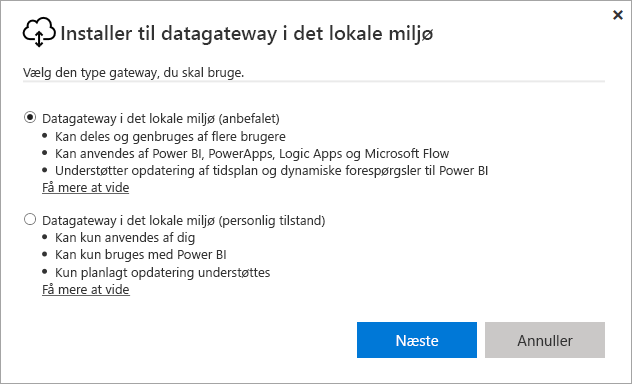 Installer til datagateway i det lokale miljø
Vælg den type gateway, du skal bruge.
Datagateway i det lokale miljø (anbefalet)
• Kan deles og genbruges af flere brugere
• Kan anvendes af Power BI, PowerApps, Logic Apps og Microsoft Flow
• Understøtter opdatering af tidsplan og dynamiske forespørgsler til Power BI
Få mere at vide
Datagateway i det lokale miljø (personlig tilstand)
• Kan kun anvendes af dig
• Kan kun bruges med Power BI
• Kun planlagt opdatering understøttes
Få mere at vide
Næste
Annuller